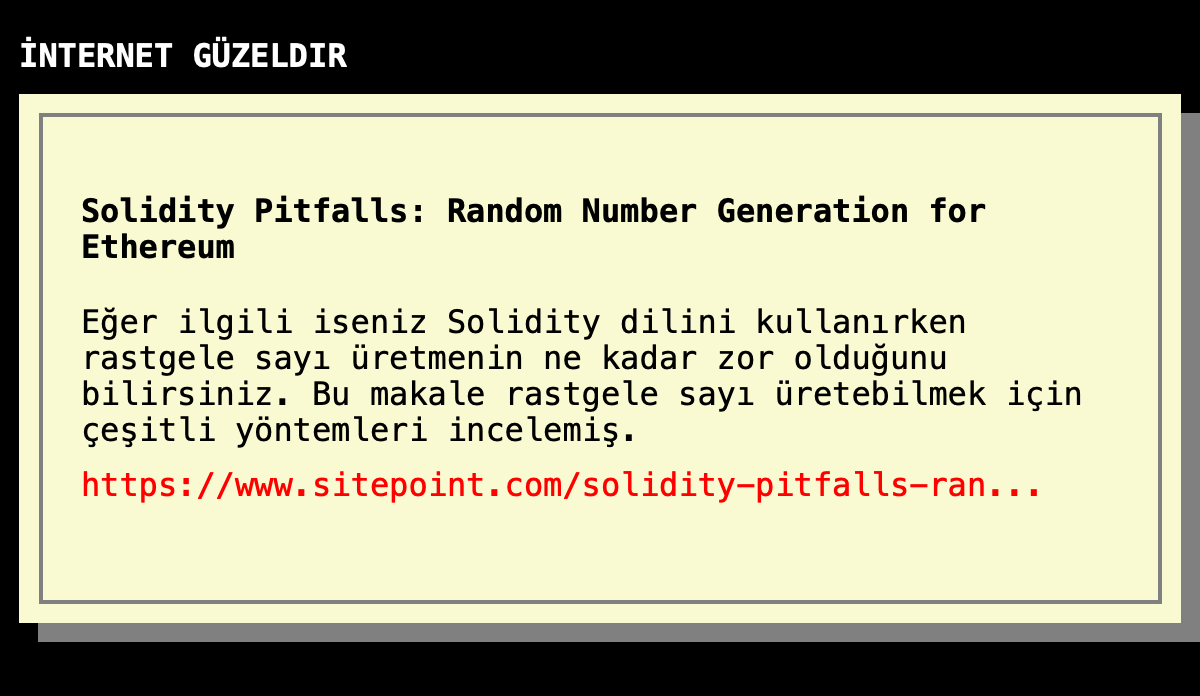 İNTERNET GÜZELDIR
Solidity Pitfalls: Random Number Generation for
Ethereum
Eğer ilgili iseniz Solidity dilini kullanırken
rastgele sayı üretmenin ne kadar zor olduğunu
bilirsiniz. Bu makale rastgele sayı üretebilmek için
çeşitli yöntemleri incelemiş.
https://www.sitepoint.com/solidity-pitfalls-ran...